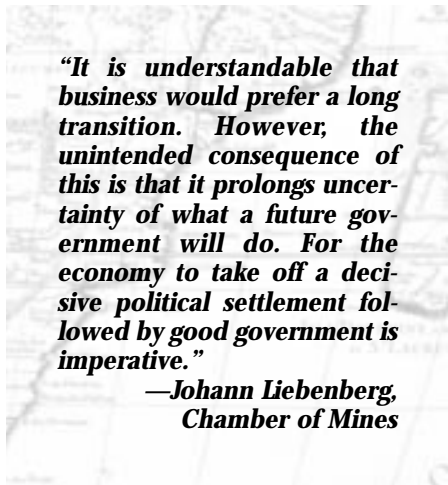 “It is understandable that
business would prefer a long
transition. However, the
unintended consequence of
this is that it prolongs uncer-
tainty of what a future gov-
ernment will do. For the
economy to take off a deci-
sive political settlement fol-
lowed by good government is
imperative.”
—Johann Liebenberg,
Chamber of Mines